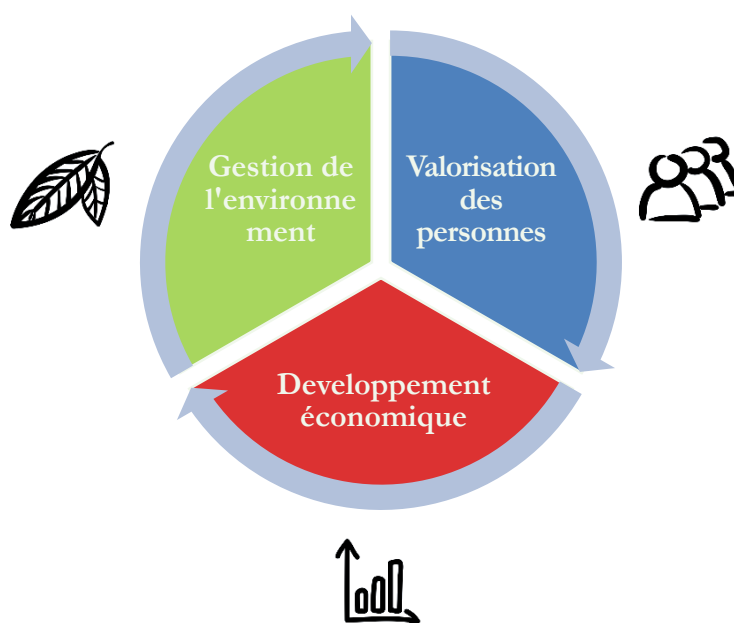 Gestion de
l'environne
ment
Valorisation
des
personnes
Developpement
économique